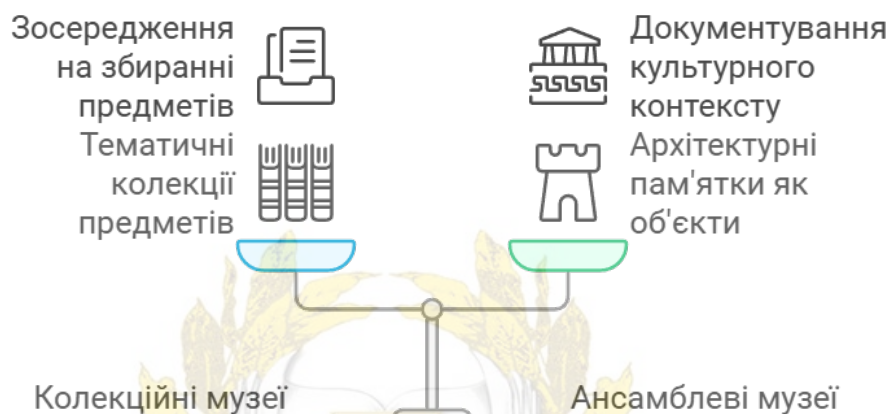 Зосередження
на збиранні
предметів
Тематичні
колекції
предметів
Документування
культурного
контексту
Архітектурні
пам'ятки як
об'єкти
Колекційні музеї
Ансамблеві музеї